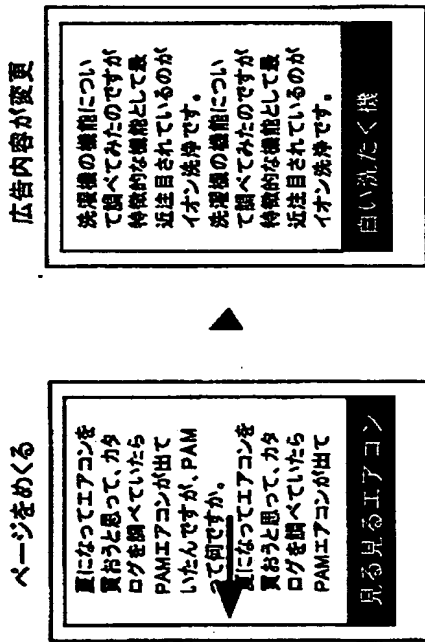 ページをめくる
夏になってエアコンを
買おうと思って、カタ
ログを調べていたら
PAMエアコンが出て
いたんですが、PAM
って何ですか。
夏になってエアコンを
買おうと思って、カタ
ログを調べていたら
PAMエアコンが出て
見る見るエアコン
広告内容が変更
洗濯機の機能につい
て調べてみたのですが
特徴的な機能として最
近注目されているのが
イオン洗浄です。
洗濯機の機能につい
て調べてみたのですが
特徴的な機能として最
近注目されているのが
イオン洗浄です。
白い洗たく機